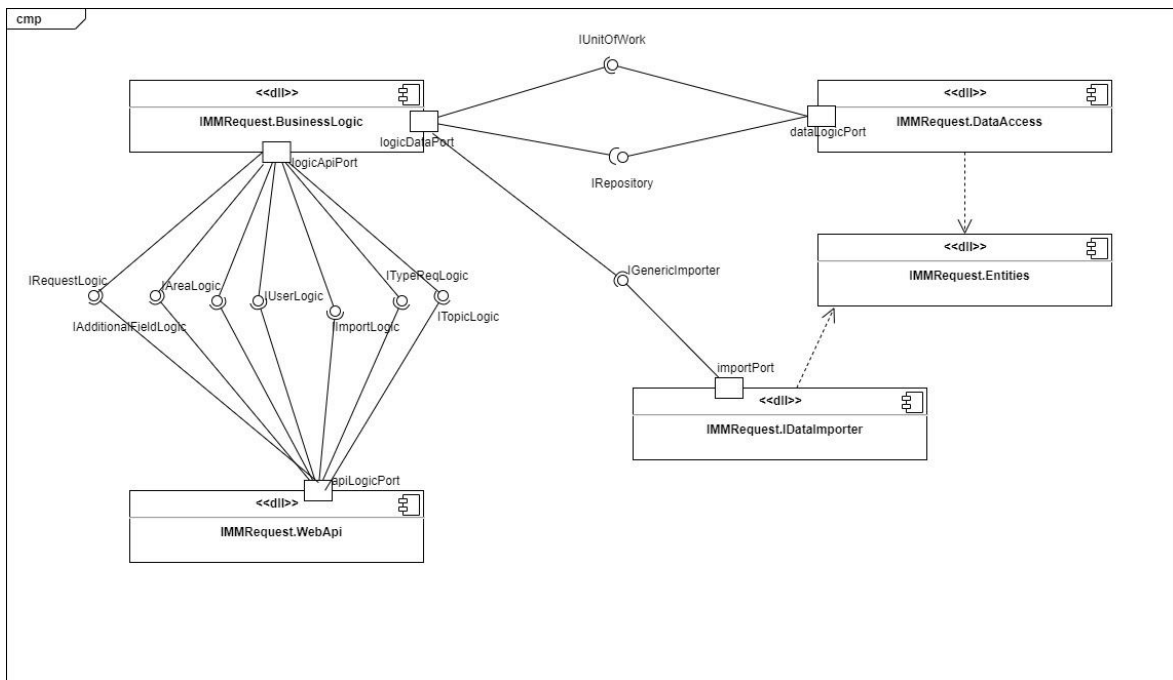 cmp
IUnitOfWork
<<dll>>
IMMRequest.BusinessLogic
logicDataPort
logicApiPort
<<dll>>
IMMRequest.DataAccess
dataLogicPort
IRepository
<<dll>>
IMMRequest.Entities
IGenericImporter
IRequestLogic
IAreaLogic
IUserLogic
ITypeReqLogic
IAdditionalFieldLogic
IImportLogic
ITopicLogic
importPort
<<dll>>
IMMRequest.IDataImporter
apiLogicPort
<<dll>>
IMMRequest.WebApi